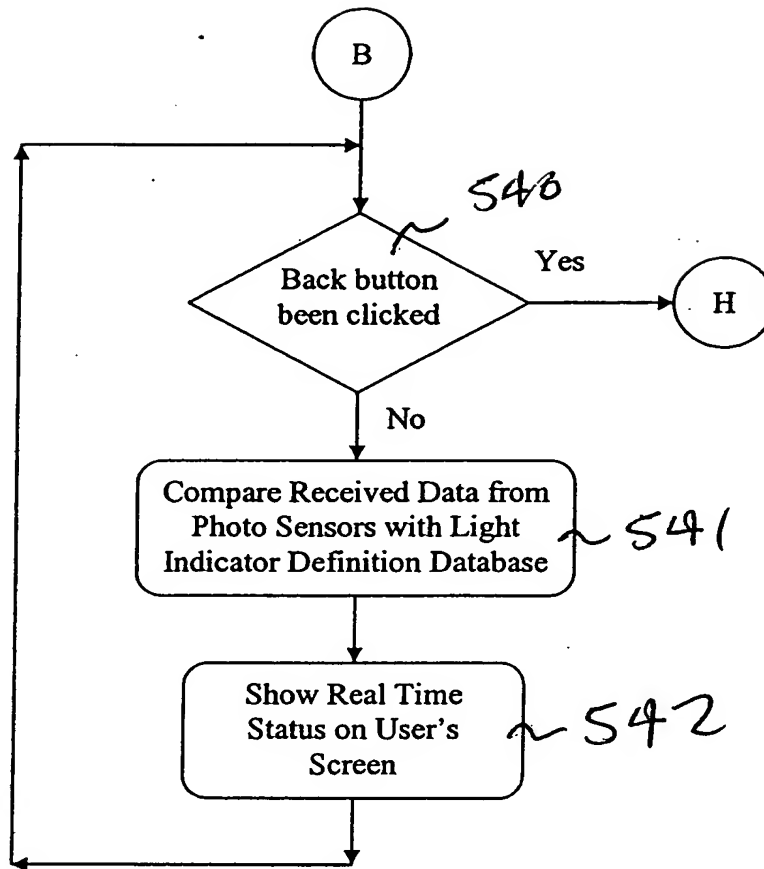 B
540
Back button
been clicked
Yes
H
No
Compare Received Data from
Photo Sensors with Light
Indicator Definition Database
541
Show Real Time
Status on User's
Screen
542